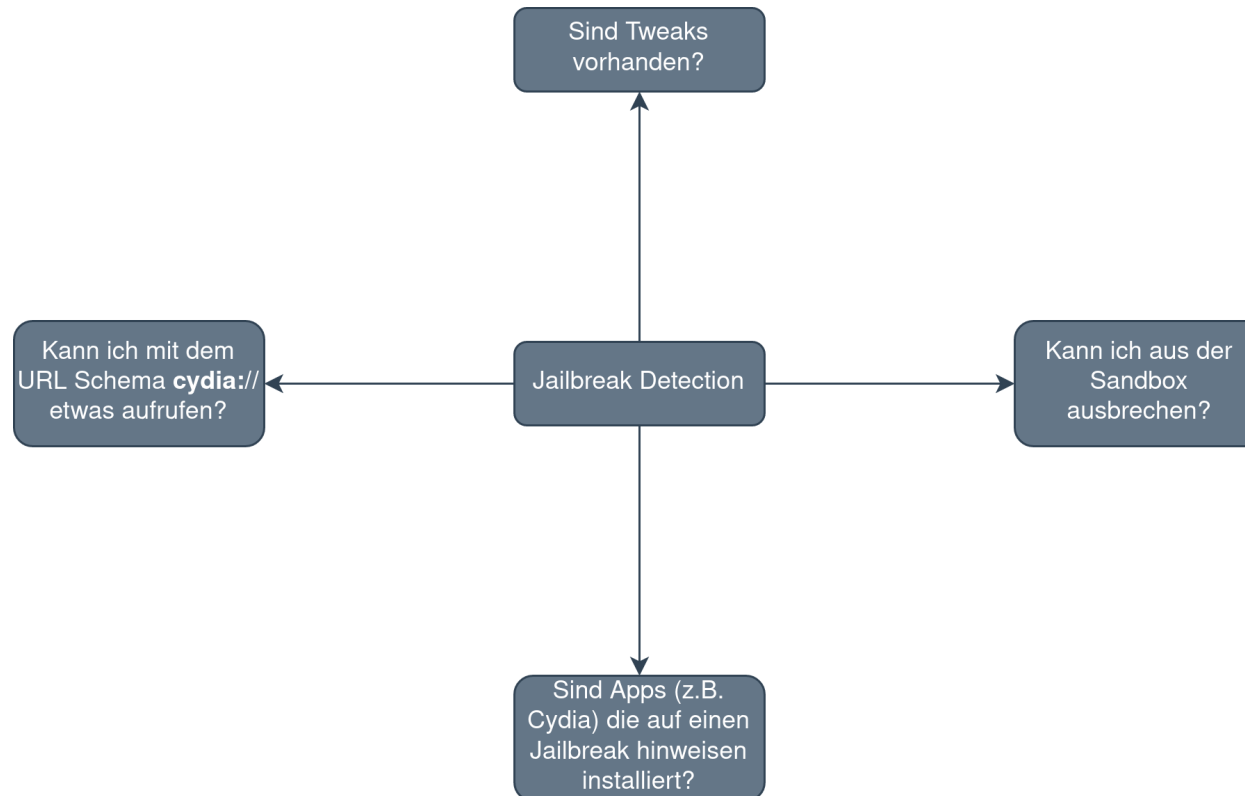 Sind Tweaks
vorhanden?
Kann ich mit dem
URL Schema cydia://
etwas aufrufen?
Jailbreak Detection
Kann ich aus der
Sandbox
ausbrechen?
Sind Apps (z.B.
Cydia) die auf einen
Jailbreak hinweisen
installiert?